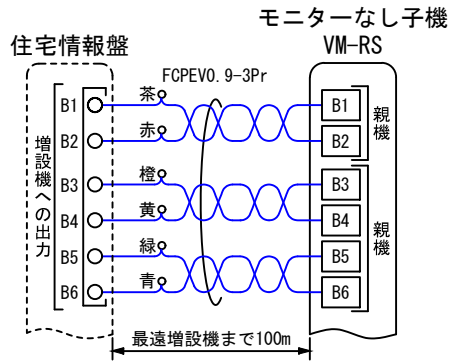 モニターなし子機
住宅情報盤
VM-RS
FCPEV0.9-3Pr
増設機への出力
B1
茶
B1
親機
B2
赤
B2
B3
橙
B3
親機
B4
黄
B4
B5
緑
B5
B6
青
B6
最遠増設機まで100m